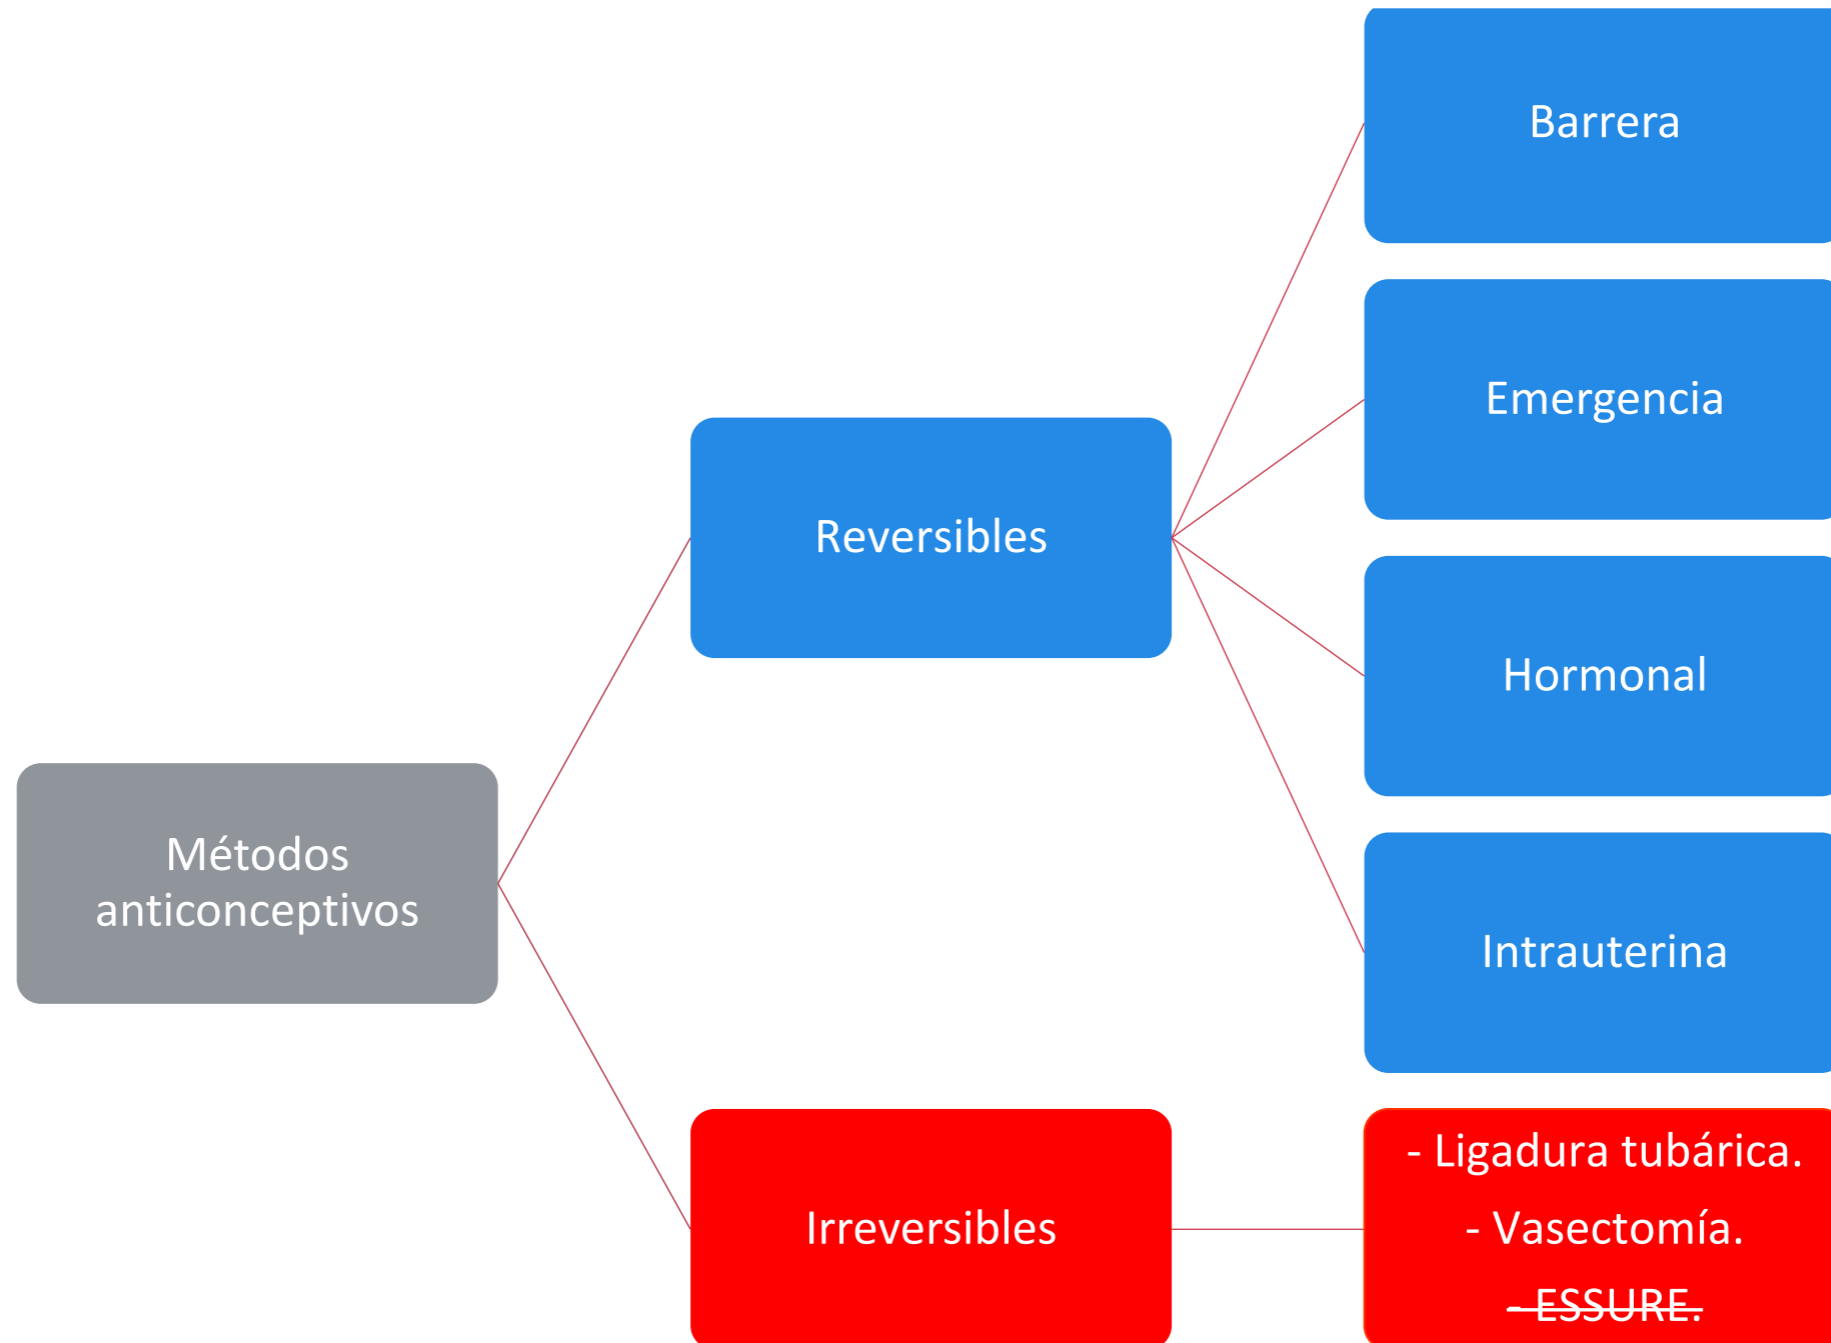 Métodos
anticonceptivos
Reversibles
Barrera
Emergencia
Hormonal
Intrauterina
Irreversibles
- Ligadura tubárica.
- Vasectomía.
- ESSURE.